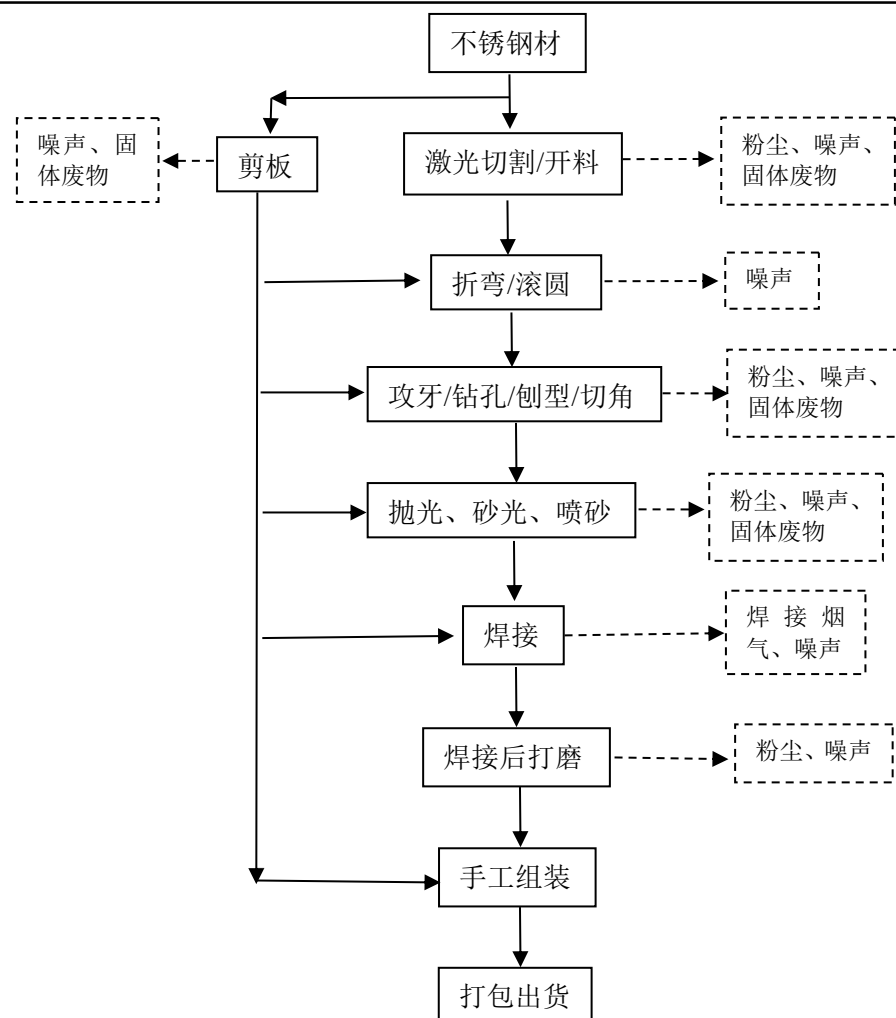 不锈钢材
噪声、固
体废物
剪板
激光切割/开料
粉尘、噪声、
固体废物
折弯/滚圆
噪声
攻牙/钻孔/刨型/切角
粉尘、噪声、
固体废物
抛光、砂光、喷砂
粉尘、噪声、
固体废物
焊接
焊接烟
气、噪声
焊接后打磨
粉尘、噪声
手工组装
打包出货